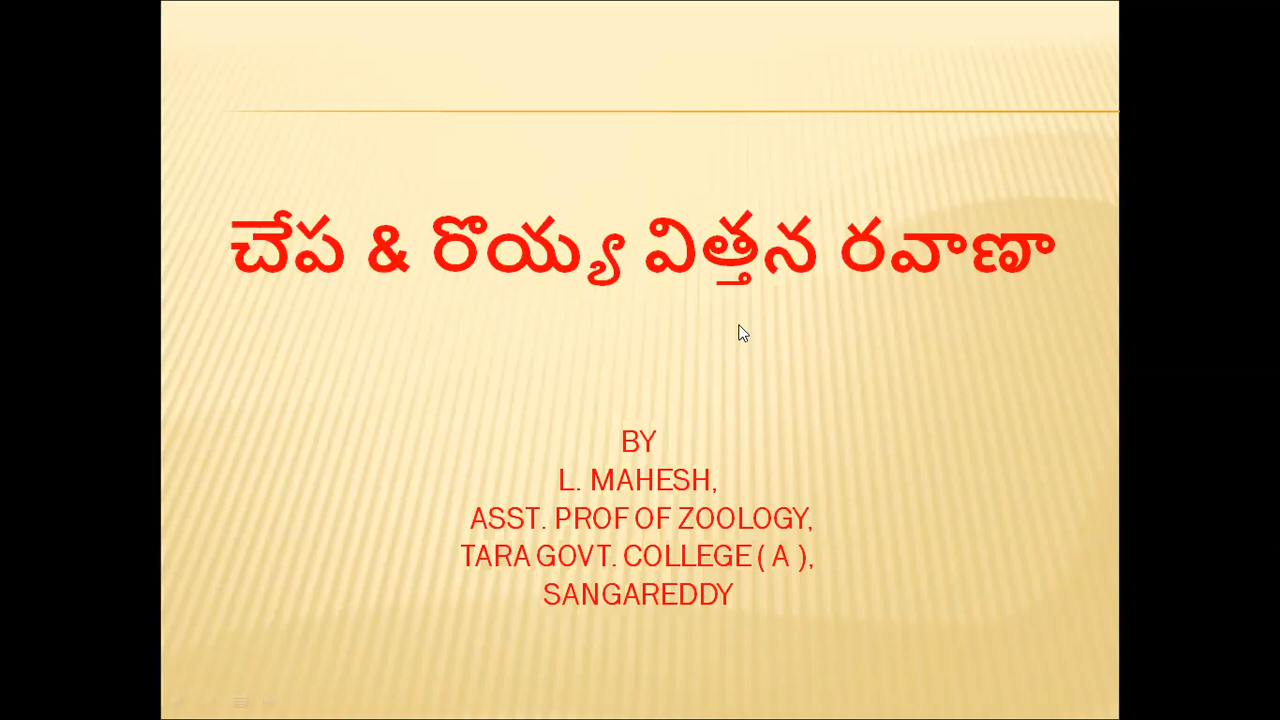 చేప & రొయ్య విత్తన రవాణా
BY
L. MAHESH,
ASST. PROF OF ZOOLOGY,
TARA GOVT. COLLEGE ( A ),
SANGAREDDY